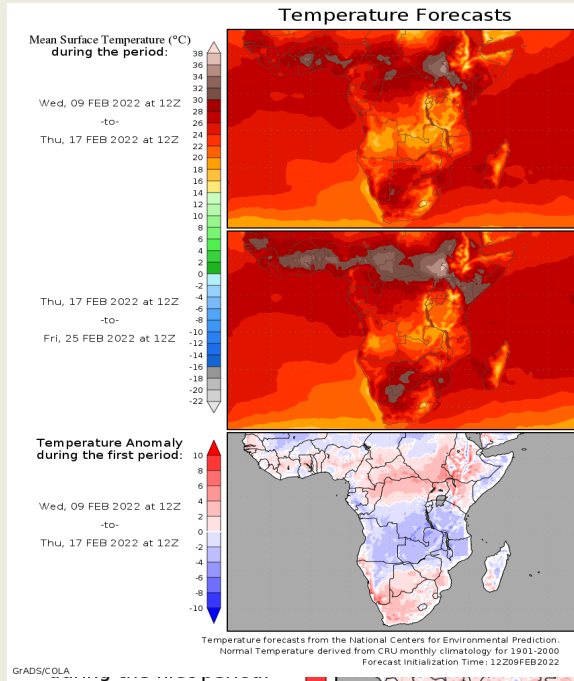 Temperature Forecasts
Mean Surface Temperature (°C)
during the period:
38
36
34
32
30
28
26
24
22
20
18
16
14
12
10
8
6
4
2
0
-2
-4
-6
-8
-10
-12
-14
-16
-18
-20
-22
Wed, 09 FEB 2022 at 12Z
-to-
Thu, 17 FEB 2022 at 12Z
Thu, 17 FEB 2022 at 12Z
-to-
Fri, 25 FEB 2022 at 12Z
Temperature Anomaly
during the first period:
10
8
6
4
2
0
-2
-4
-6
-8
-10
Wed, 09 FEB 2022 at 12Z
-to-
Thu, 17 FEB 2022 at 12Z
Temperature forecasts from the National Centers for Environmental Prediction.
Normal Temperature derived from CRU monthly climatology for 1901-2000
Forecast Initialization Time: 12Z09FEB2022
GrADS/COLA
during the first period: